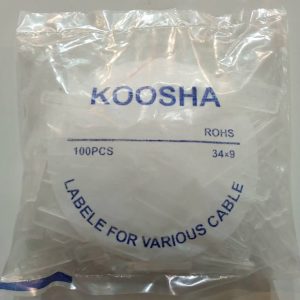 KOOSHA
ROHS
100PCS 34×9
LABELE FOR VARIOUS CABLE